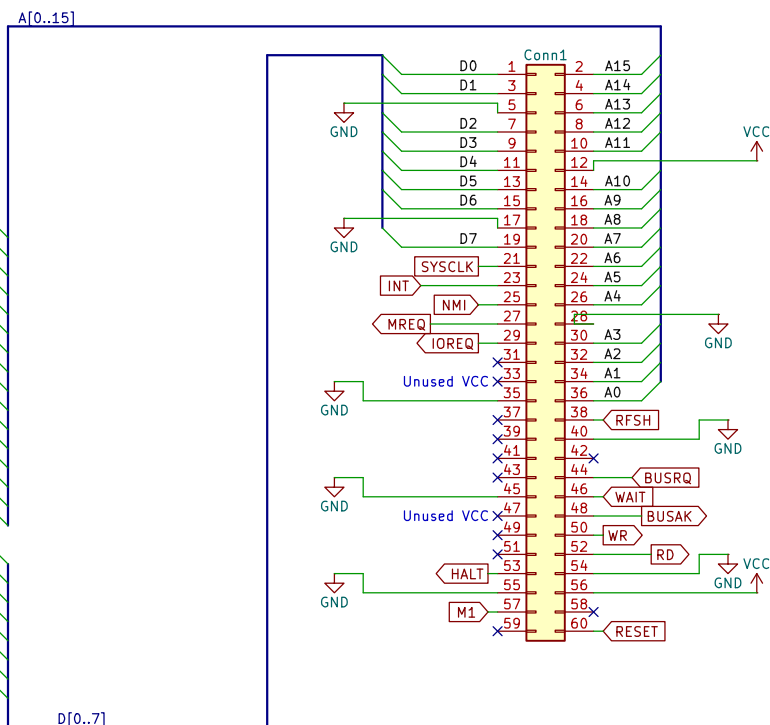 A[0..15]
Conn1
D0 1 2 A15
D1 3 4 A14
5 6 A13
GND
D2 7 8 A12
VCC
D3 9 10 A11
D4 11 12
D5 13 14 A10
D6 15 16 A9
17 18 A8
GND
D7 19 20 A7
SYSCLK 21 22 A6
INT 23 24 A5
NMI 25 26 A4
MREQ 27 28
GND
IOREQ 29 30 A3
31 32 A2
Unused VCC 33 34 A1
35 36 A0
GND
37 38 RFSH
39 40
GND
41 42
43 44 BUSRQ
45 46 WAIT
GND
Unused VCC 47 48 BUSAK
49 50 WR
51 52 RD
VCC
HALT 53 54
GND
55 56
GND
M1 57 58
59 60 RESET
D[0..7]